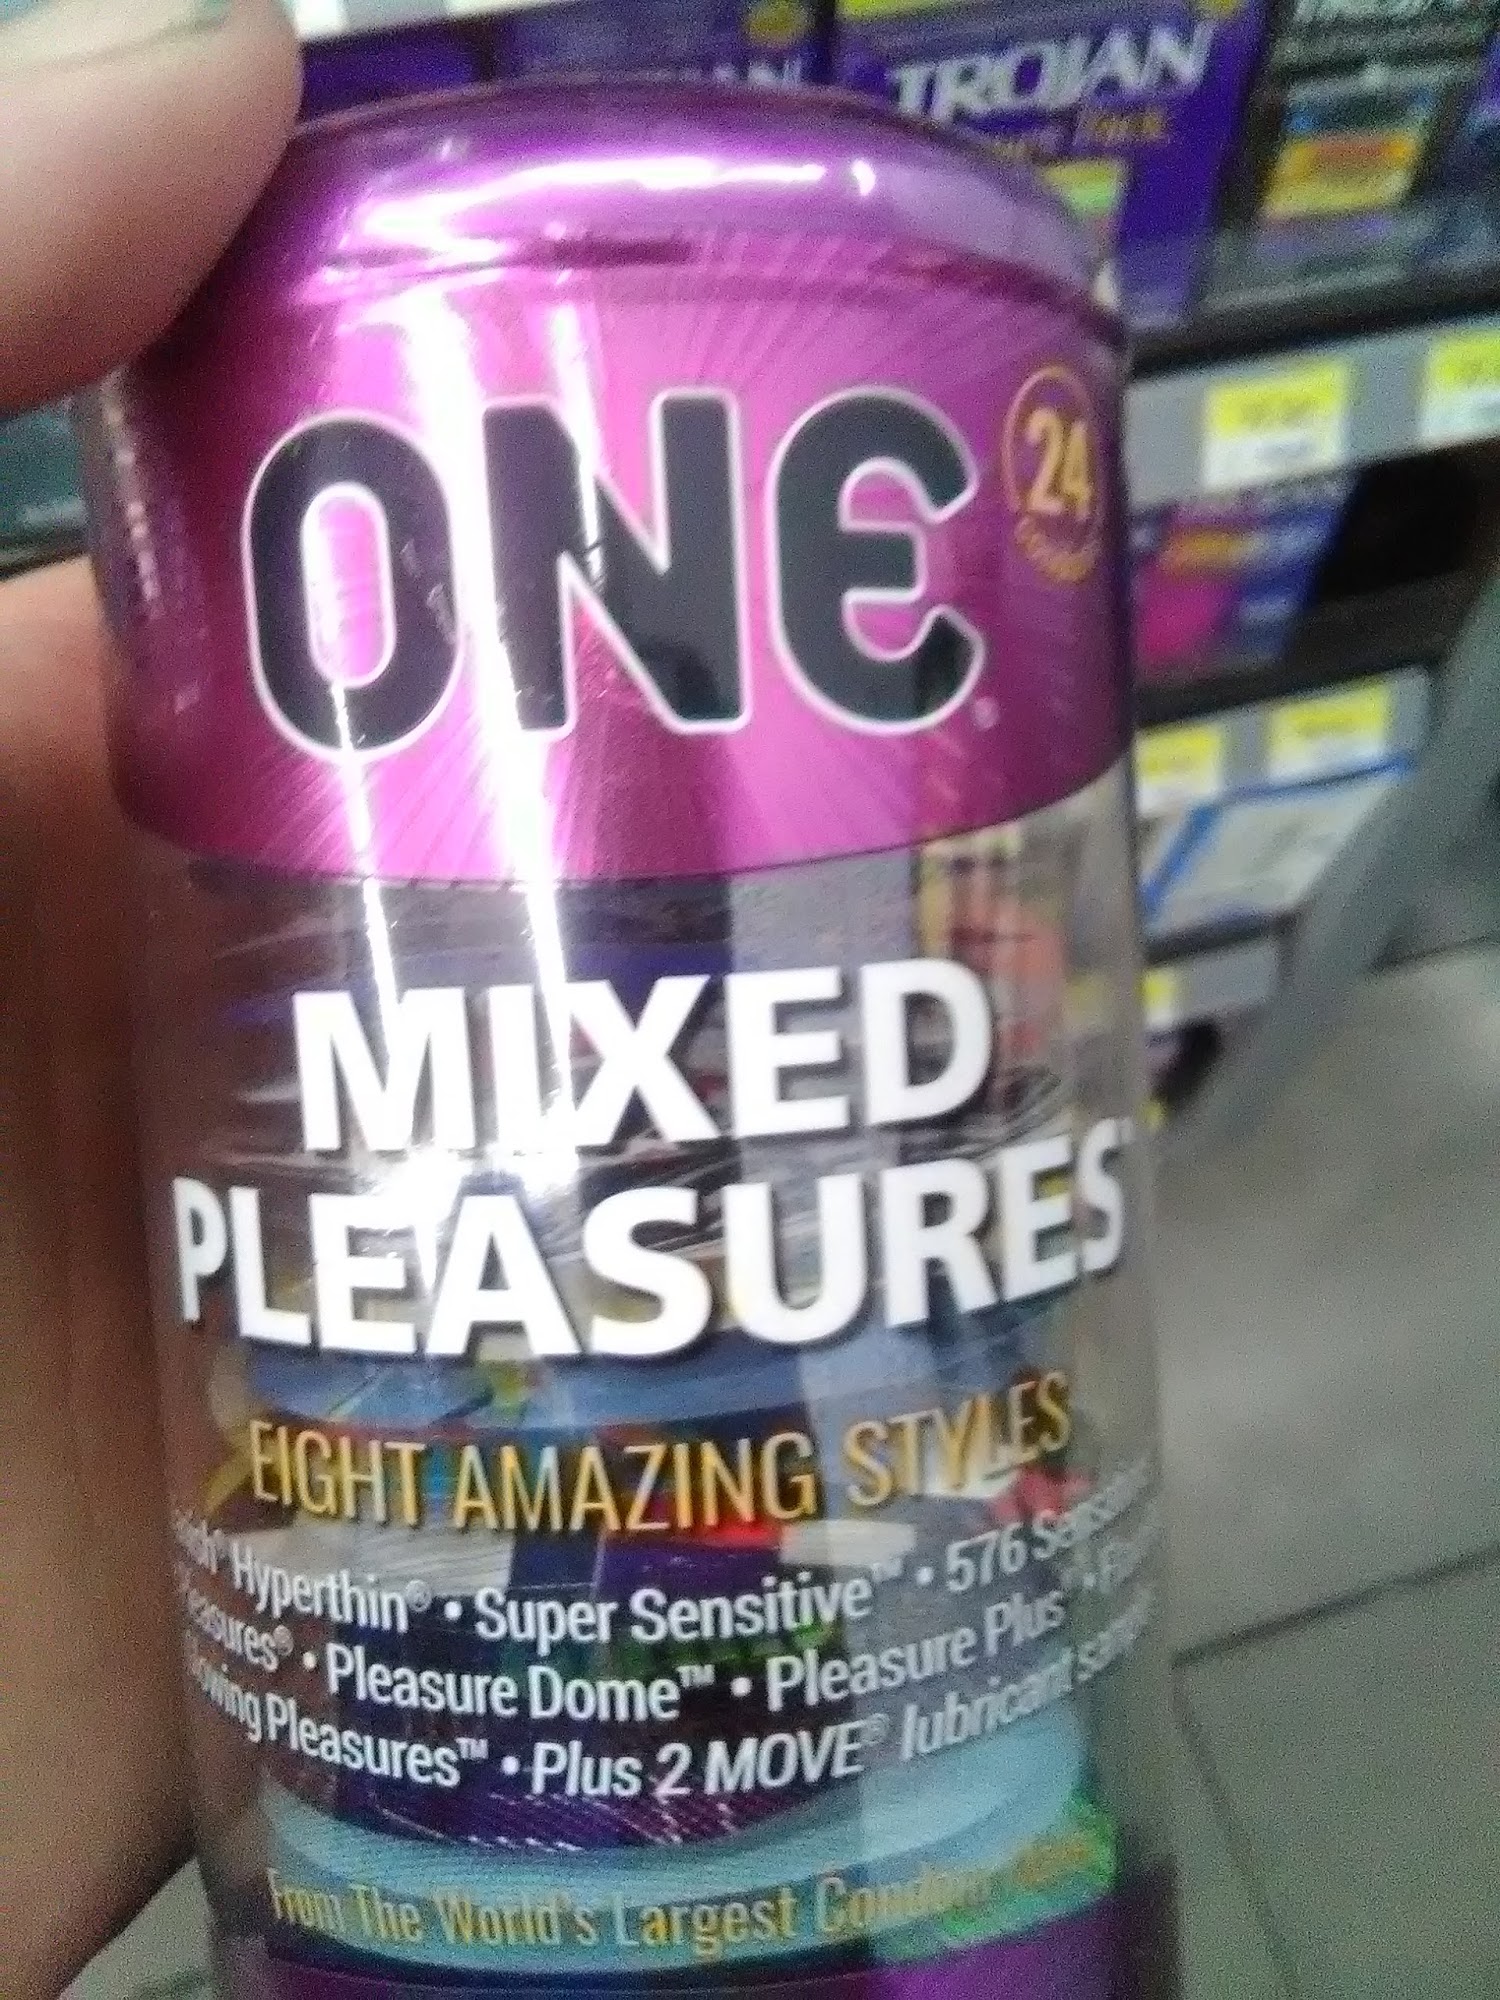 TROJAN
ONE
24
MIXED
PLEASURES
EIGHT AMAZING STYLES
Hyperthin® • Super Sensitive™ • 576
Pleasure Dome™ • Pleasure Plus®
Pleasures™ • Plus 2 MOVE® lubricant
From The World's Largest